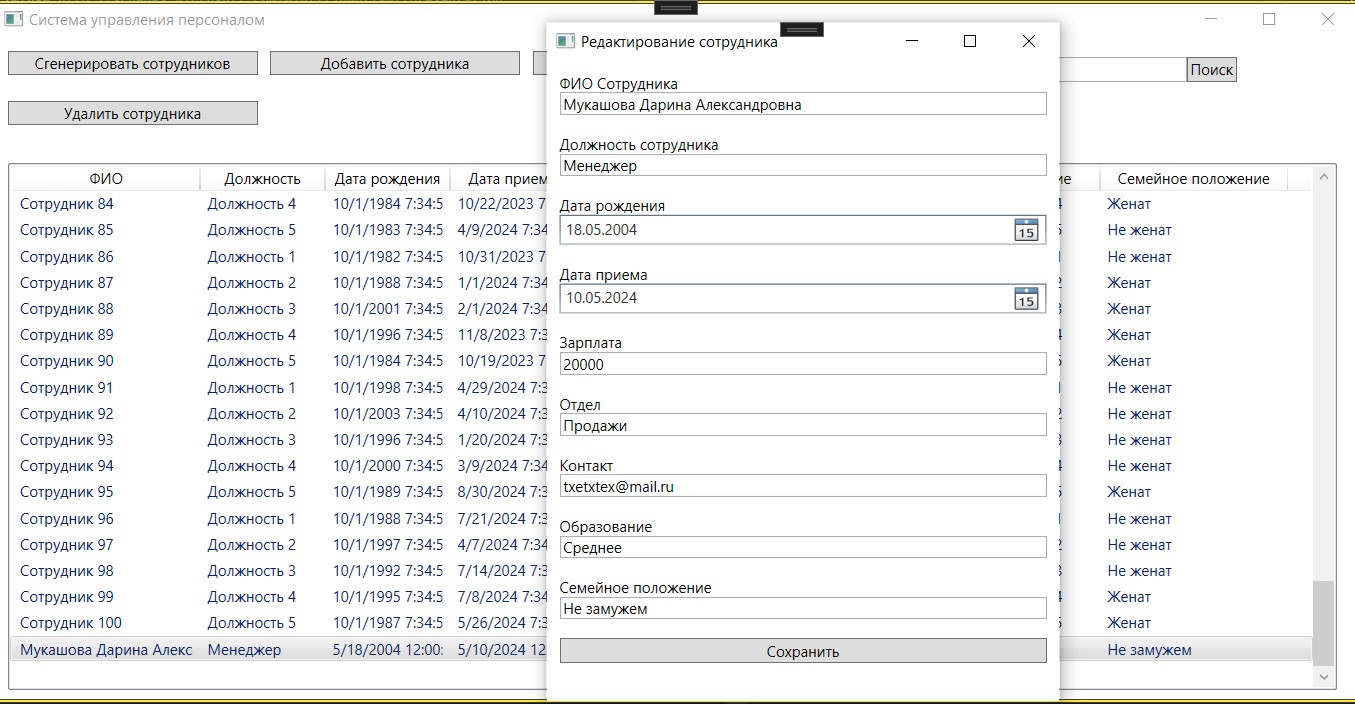 Система управления персоналом
Редактирование сотрудника
Сгенерировать сотрудников
Добавить сотрудника
Поиск
Удалить сотрудника
ФИО Сотрудника
Мукашова Дарина Александровна
Должность сотрудника
Менеджер
Дата рождения
18.05.2004
15
Дата приема
10.05.2024
15
Зарплата
20000
Отдел
Продажи
Контакт
txetxtex@mail.ru
Образование
Среднее
Семейное положение
Не замужем
Сохранить
ФИО Должность Дата рождения Дата прием Семейное положение
Сотрудник 84 Должность 4 10/1/1984 7:34:5 10/22/2023 7 Женат
Сотрудник 85 Должность 5 10/1/1983 7:34:5 4/9/2024 7:34 Не женат
Сотрудник 86 Должность 1 10/1/1982 7:34:5 10/31/2023 7 Не женат
Сотрудник 87 Должность 2 10/1/1988 7:34:5 1/1/2024 7:34 Женат
Сотрудник 88 Должность 3 10/1/2001 7:34:5 2/1/2024 7:34 Женат
Сотрудник 89 Должность 4 10/1/1996 7:34:5 11/8/2023 7:3 Женат
Сотрудник 90 Должность 5 10/1/1984 7:34:5 10/19/2023 7 Женат
Сотрудник 91 Должность 1 10/1/1998 7:34:5 4/29/2024 7:3 Не женат
Сотрудник 92 Должность 2 10/1/2003 7:34:5 4/10/2024 7:3 Не женат
Сотрудник 93 Должность 3 10/1/1996 7:34:5 1/20/2024 7:3 Не женат
Сотрудник 94 Должность 4 10/1/2000 7:34:5 3/9/2024 7:34 Не женат
Сотрудник 95 Должность 5 10/1/1989 7:34:5 8/30/2024 7:3 Женат
Сотрудник 96 Должность 1 10/1/1988 7:34:5 7/21/2024 7:3 Не женат
Сотрудник 97 Должность 2 10/1/1997 7:34:5 4/7/2024 7:34 Не женат
Сотрудник 98 Должность 3 10/1/1992 7:34:5 7/14/2024 7:3 Не женат
Сотрудник 99 Должность 4 10/1/1995 7:34:5 7/8/2024 7:34 Женат
Сотрудник 100 Должность 5 10/1/1987 7:34:5 5/26/2024 7:3 Женат
Мукашова Дарина Алекс Менеджер 5/18/2004 12:00: 5/10/2024 12 Не замужем